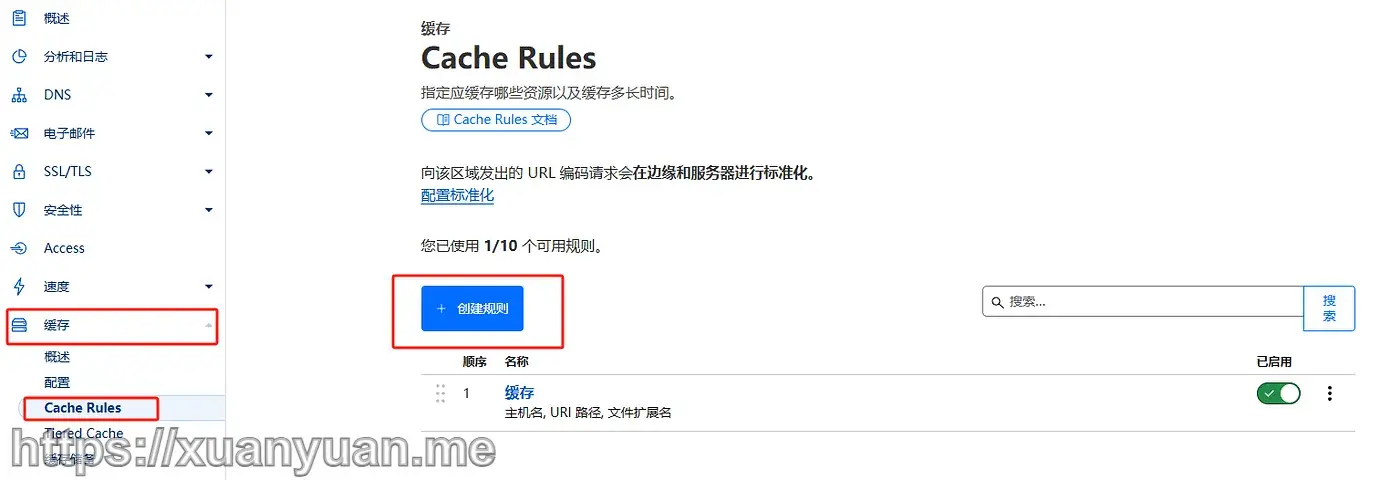 概述
分析和日志
DNS
电子邮件
SSL/TLS
安全性
Access
速度
缓存
概述
配置
Cache Rules
Tiered Cache
缓存储备
https://xuanyuan.me
缓存
Cache Rules
指定应缓存哪些资源以及缓存多长时间。
Cache Rules 文档
向该区域发出的 URL 编码请求会在边缘和服务器进行标准化。
配置标准化
您已使用 1/10 个可用规则。
+ 创建规则
搜索...
搜
索
顺序 名称 已启用
1 缓存
主机名, URI 路径, 文件扩展名